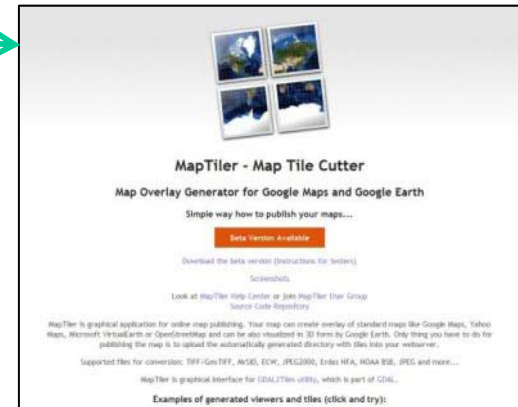 MapTiler - Map Tile Cutter
Map Overlay Generator for Google Maps and Google Earth
Simple way how to publish your maps...
Beta Version Available
Download the beta version (instructions for testers)
Screenshots
Look at MapTiler Help Center or join MapTiler User Group
Source Code Repository
MapTiler is graphical application for online map publishing. Your map can create overlay of standard maps like Google Maps, Yahoo
Maps, Microsoft VirtualEarth or OpenStreetMap and can be also visualized in 3D form by Google Earth. Only thing you have to do for
publishing the map is to upload the automatically generated directory with tiles into your webserver.
Supported files for conversion: TIFF/GeoTIFF, MrSID, ECW, JPEG2000, Erdas HFA, NOAA BSB, JPEG and more...
MapTiler is graphical interface for GDAL2Tiles utility, which is part of GDAL.
Examples of generated viewers and tiles (click and try):